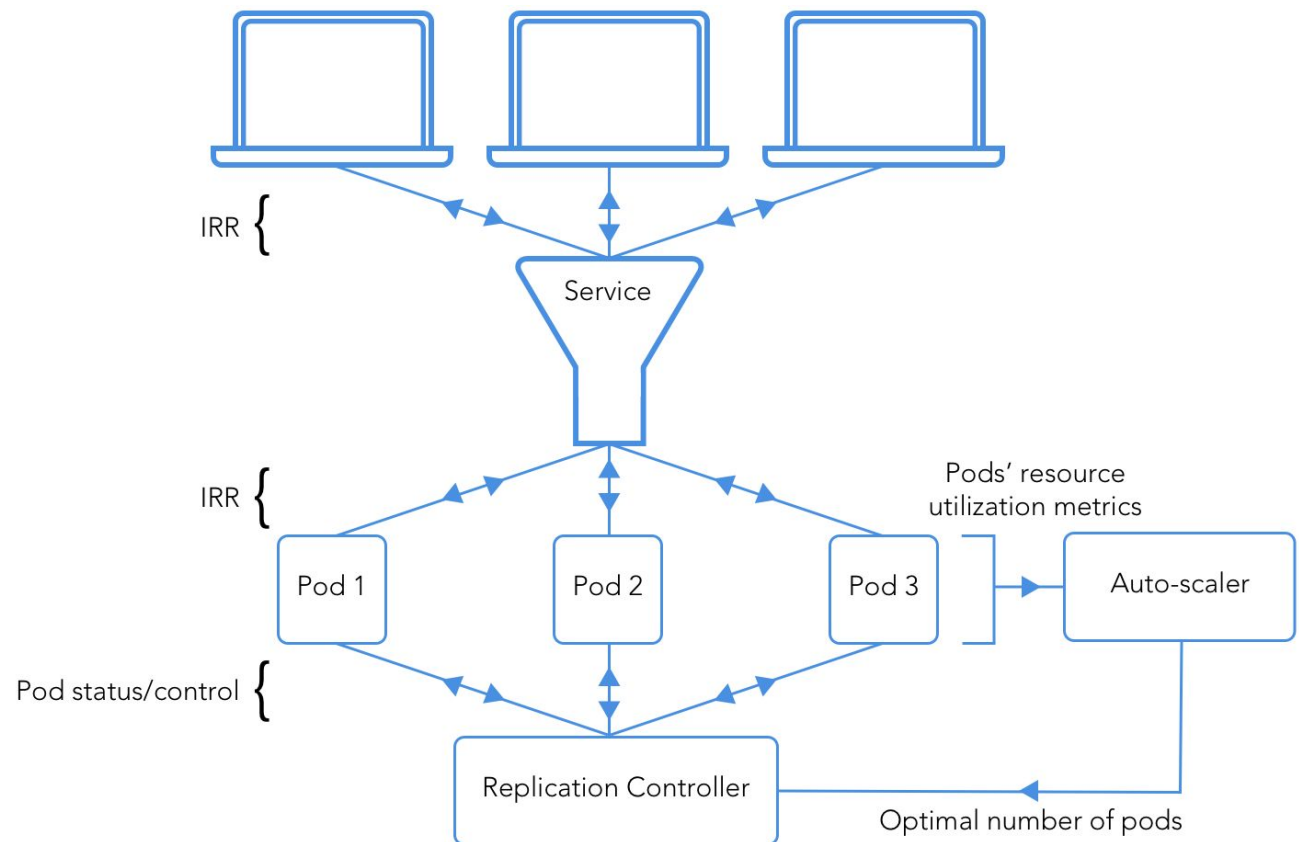 IRR {
Service
IRR {
Pods’ resource
utilization metrics
Pod 1
Pod 2
Pod 3
Auto-scaler
Pod status/control {
Replication Controller
Optimal number of pods